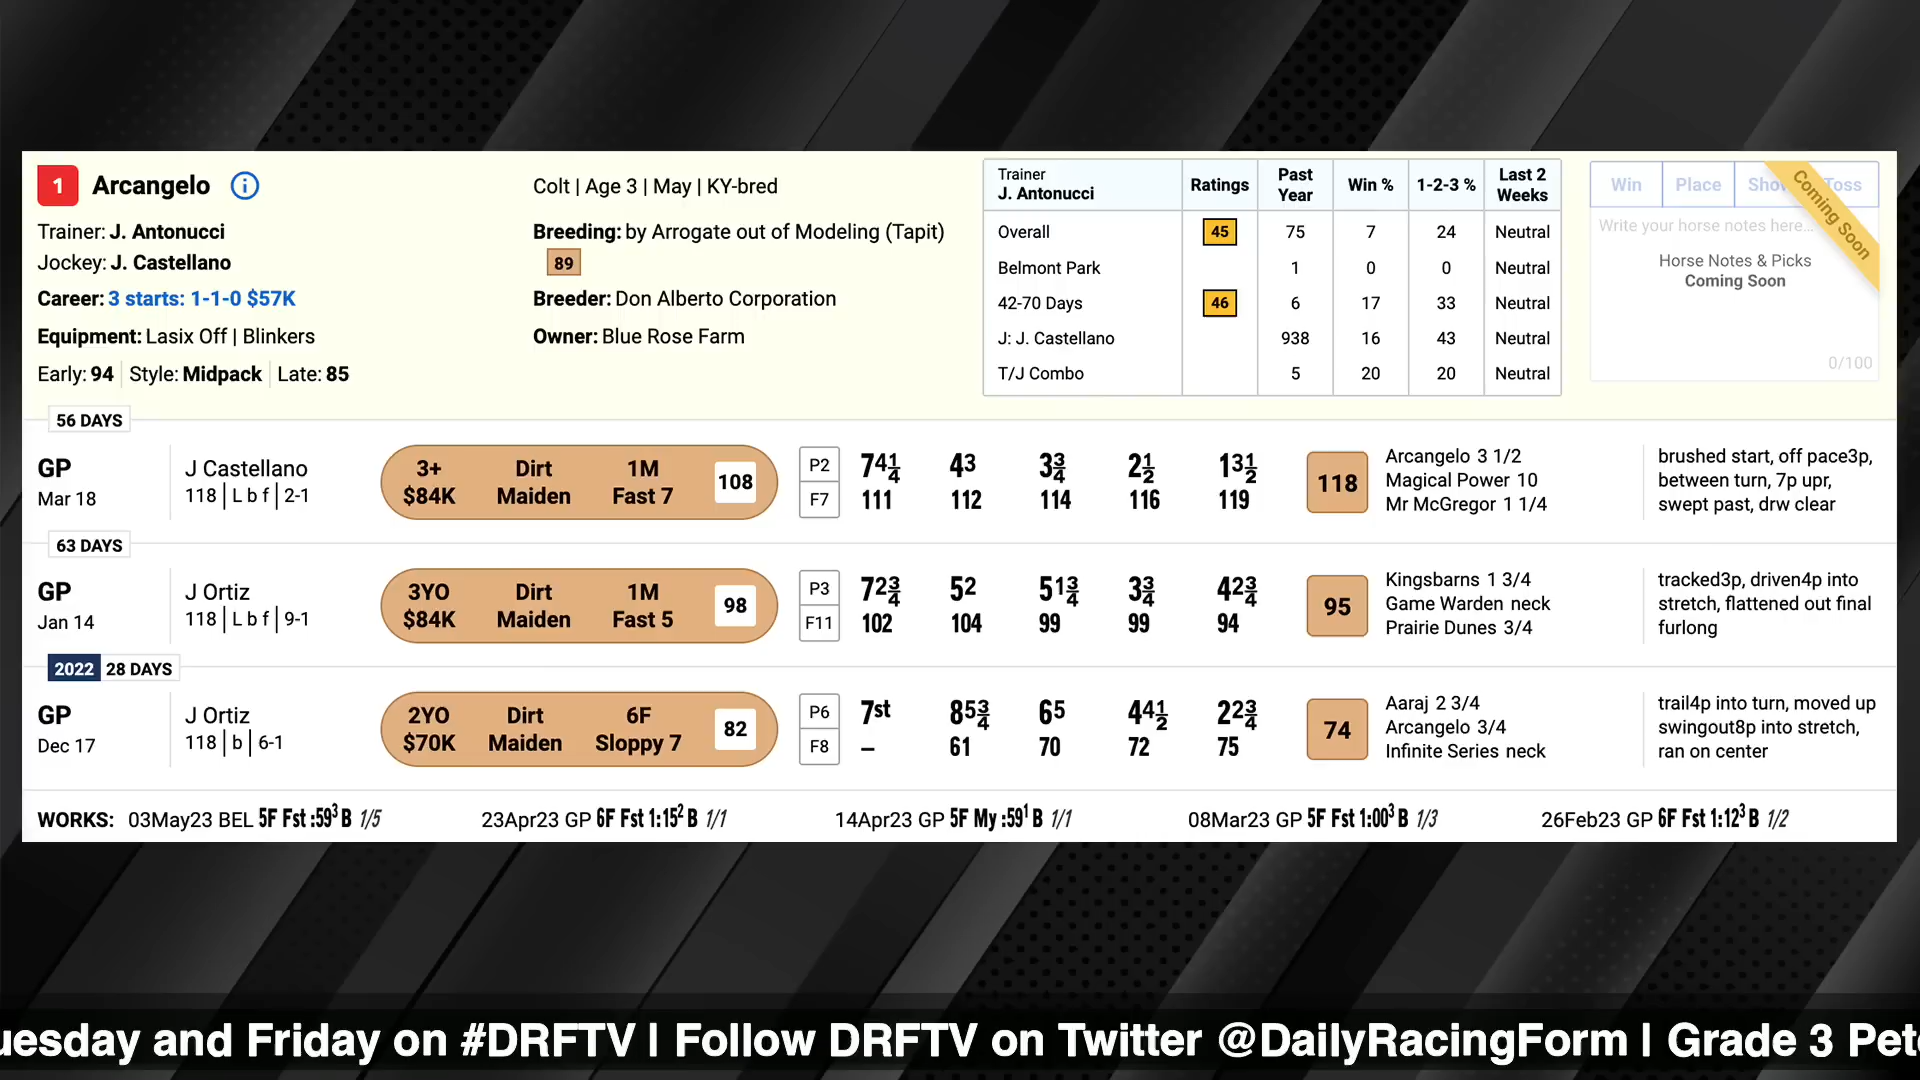 1 Arcangelo
Trainer: J. Antonucci
Jockey: J. Castellano
Career: 3 starts: 1-1-0 $57K
Equipment: Lasix Off | Blinkers
Early: 94 | Style: Midpack | Late: 85
Colt | Age 3 | May | KY-bred
Breeding: by Arrogate out of Modeling (Tapit)
89
Breeder: Don Alberto Corporation
Owner: Blue Rose Farm
Trainer J. Antonucci Ratings Past Year Win % 1-2-3 % Last 2 Weeks
Overall 45 75 7 24 Neutral
Belmont Park 1 0 0 Neutral
42-70 Days 46 6 17 33 Neutral
J: J. Castellano 938 16 43 Neutral
T/J Combo 5 20 20 Neutral
Win Place Show Toss
Coming Soon
Write your horse notes here...
Horse Notes & Picks
Coming Soon
0/100
56 DAYS
GP J Castellano 3+ Dirt 1M 108 P2 7 4 1/4 4 3 3 3/4 2 1/2 1 3 1/2 118 Arcangelo 3 1/2 brushed start, off pace3p,
Magical Power 10 between turn, 7p upr,
Mar 18 118 | L b f | 2-1 $84K Maiden Fast 7 F7 111 112 114 116 119 Mr McGregor 1 1/4 swept past, drw clear
63 DAYS
GP J Ortiz 3YO Dirt 1M 98 P3 7 2 3/4 5 2 5 1 3/4 3 3/4 4 2 3/4 95 Kingsbarns 1 3/4 tracked3p, driven4p into
Game Warden neck stretch, flattened out final
Jan 14 118 | L b f | 9-1 $84K Maiden Fast 5 F11 102 104 99 99 94 Prairie Dunes 3/4 furlong
2022 28 DAYS
GP J Ortiz 2YO Dirt 6F 82 P6 7st 8 5 3/4 6 5 4 4 1/2 2 2 3/4 74 Aaraj 2 3/4 trail4p into turn, moved up
Arcangelo 3/4 swingout8p into stretch,
Dec 17 118 | b | 6-1 $70K Maiden Sloppy 7 F8 – 61 70 72 75 Infinite Series neck ran on center
WORKS: 03May23 BEL 5F Fst :59³ B 1/5 23Apr23 GP 6F Fst 1:15² B 1/1 14Apr23 GP 5F My :59¹ B 1/1 08Mar23 GP 5F Fst 1:00³ B 1/3 26Feb23 GP 6F Fst 1:12³ B 1/2
uesday and Friday on #DRFTV | Follow DRFTV on Twitter @DailyRacingForm | Grade 3 Pet